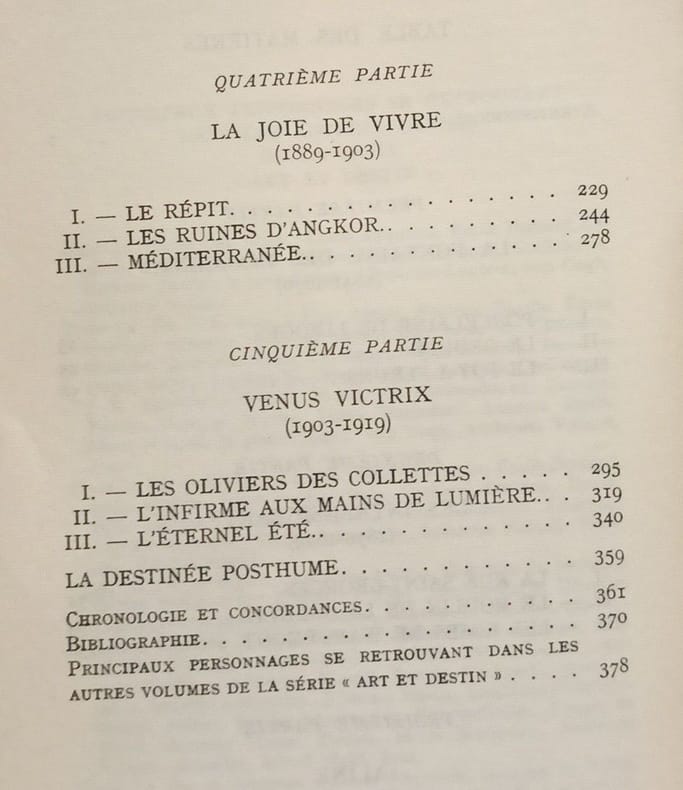 QUATRIÈME PARTIE
LA JOIE DE VIVRE
(1889-1903)
I. — LE RÉPIT. . . . . . . . . . . . . . . . . 229
II. — LES RUINES D'ANGKOR. . . . . . . . . . 244
III. — MÉDITERRANÉE. . . . . . . . . . . . . . 278
CINQUIÈME PARTIE
VENUS VICTRIX
(1903-1919)
I. — LES OLIVIERS DES COLLETTES . . . . . 295
II. — L'INFIRME AUX MAINS DE LUMIÈRE. . . 319
III. — L'ÉTERNEL ÉTÉ. . . . . . . . . . . . . 340
LA DESTINÉE POSTHUME. . . . . . . . . . . . 359
CHRONOLOGIE ET CONCORDANCES. . . . . . . . . . . 361
BIBLIOGRAPHIE. . . . . . . . . . . . . . . . . . 370
PRINCIPAUX PERSONNAGES SE RETROUVANT DANS LES
AUTRES VOLUMES DE LA SÉRIE « ART ET DESTIN » . . . . 378